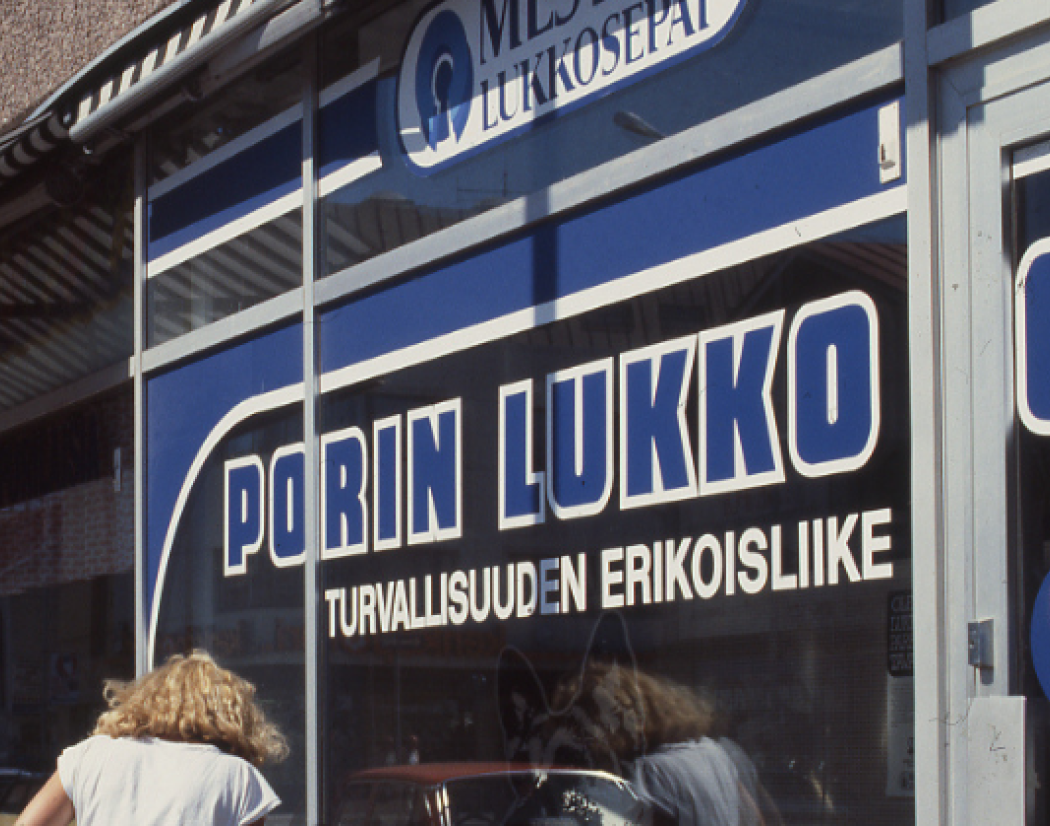 LUKKOSEPÄT
PORIN LUKKO
TURVALLISUUDEN ERIKOISLIIKE